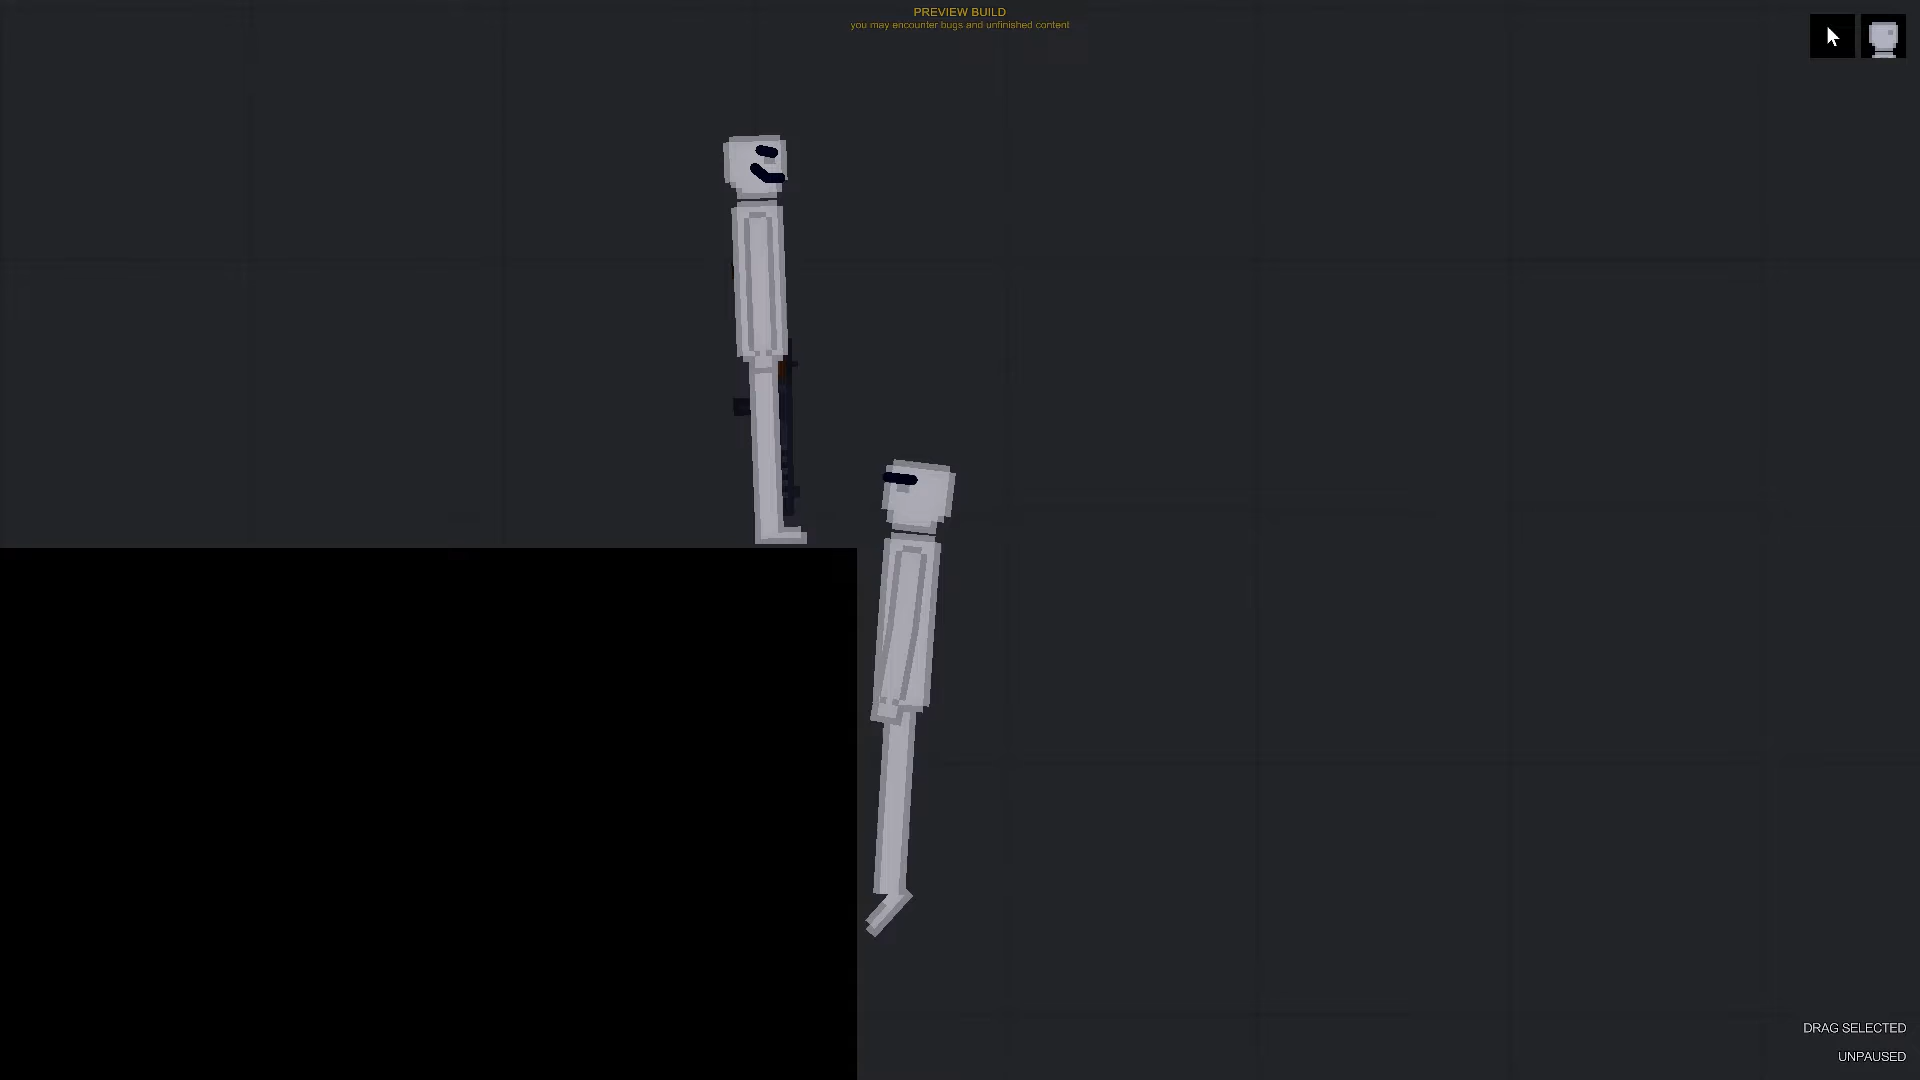 PREVIEW BUILD
you may encounter bugs and unfinished content
DRAG SELECTED
UNPAUSED